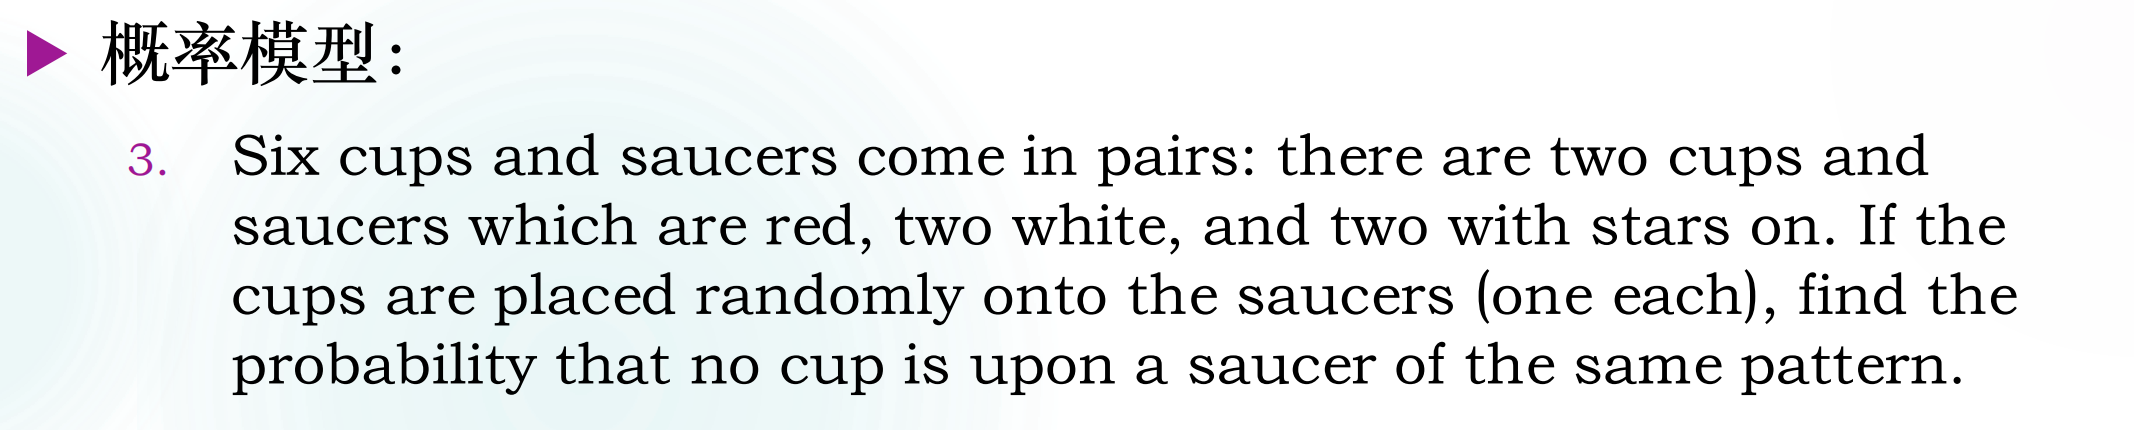 概率模型:
3. Six cups and saucers come in pairs: there are two cups and
saucers which are red, two white, and two with stars on. If the
cups are placed randomly onto the saucers (one each), find the
probability that no cup is upon a saucer of the same pattern.